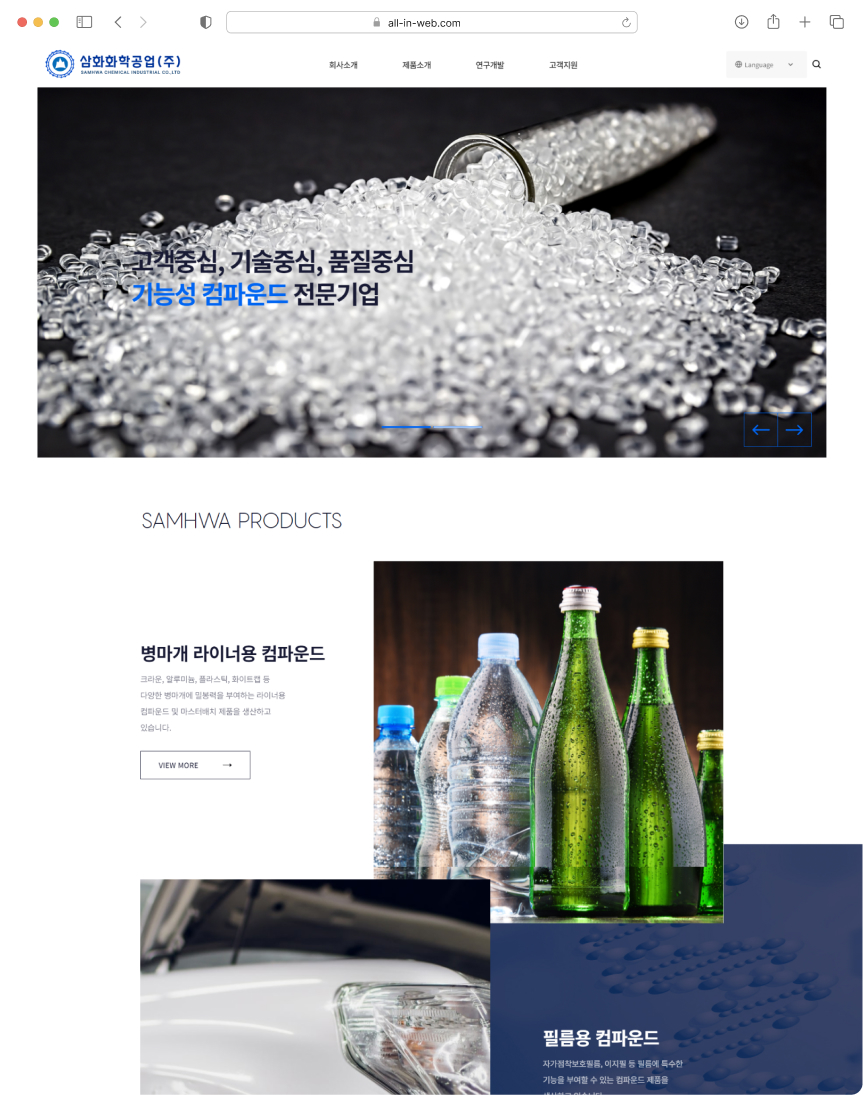 all-in-web.com
삼화화학공업(주)
SAMHWA CHEMICAL INDUSTRIAL CO.,LTD
회사소개
제품소개
연구개발
고객지원
Language
고객중심, 기술중심, 품질중심
기능성 컴파운드 전문기업
SAMHWA PRODUCTS
병마개 라이너용 컴파운드
크라운, 알루미늄, 플라스틱, 화이트캡 등
다양한 병마개에 밀봉력을 부여하는 라이너용
컴파운드 및 마스터배치 제품을 생산하고
있습니다.
VIEW MORE
필름용 컴파운드
자가점착보호필름, 이지필 등 필름에 특수한
기능을 부여할 수 있는 컴파운드 제품을